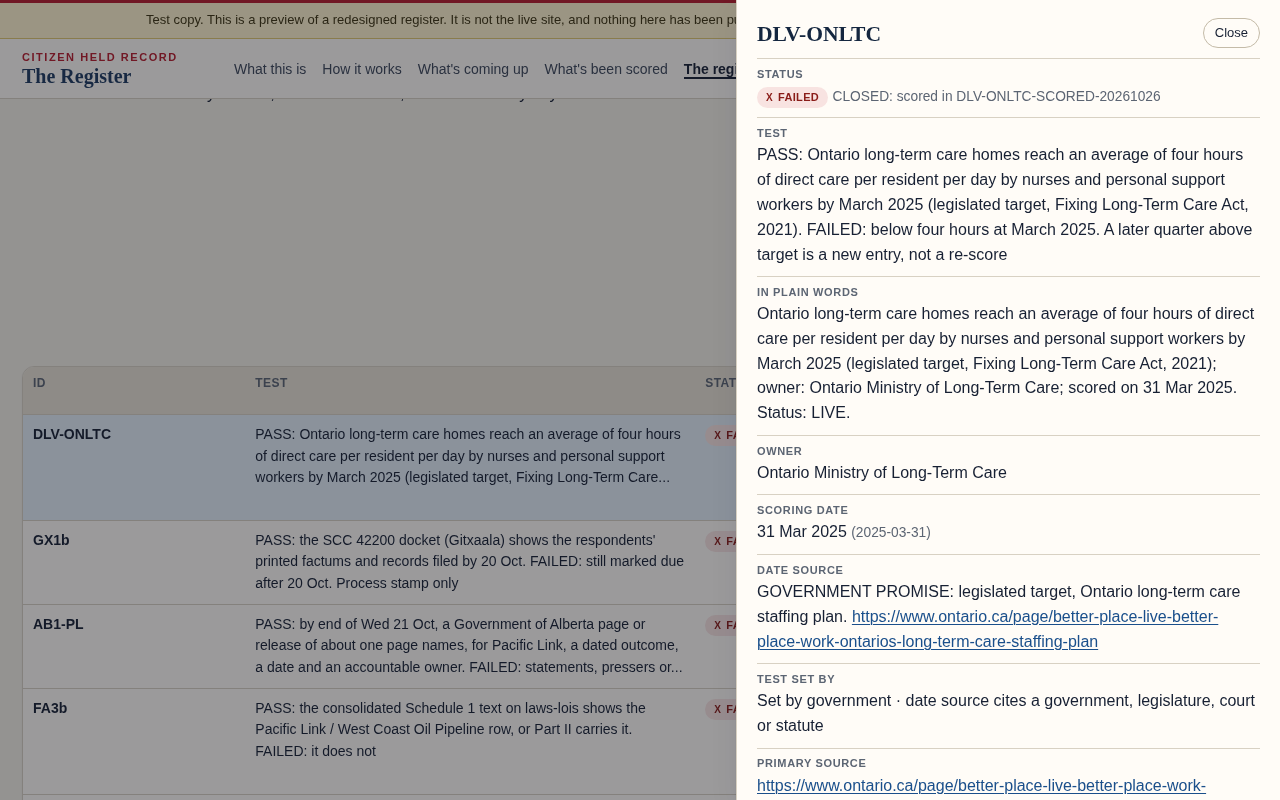 Test copy. This is a preview of a redesigned register. It is not the live site, and nothing here has been
CITIZEN HELD RECORD
The Register
What this is
How it works
What's coming up
What's been scored
The regi
ID
TEST
STAT
DLV-ONLTC
PASS: Ontario long-term care homes reach an average of four hours
of direct care per resident per day by nurses and personal support
workers by March 2025 (legislated target, Fixing Long-Term Care...
X FA
GX1b
PASS: the SCC 42200 docket (Gitxaala) shows the respondents'
printed factums and records filed by 20 Oct. FAILED: still marked due
after 20 Oct. Process stamp only
X FA
AB1-PL
PASS: by end of Wed 21 Oct, a Government of Alberta page or
release of about one page names, for Pacific Link, a dated outcome,
a date and an accountable owner. FAILED: statements, pressers or...
X FA
FA3b
PASS: the consolidated Schedule 1 text on laws-lois shows the
Pacific Link / West Coast Oil Pipeline row, or Part II carries it.
FAILED: it does not
X FA
DLV-ONLTC
Close
STATUS
X FAILED CLOSED: scored in DLV-ONLTC-SCORED-20261026
TEST
PASS: Ontario long-term care homes reach an average of four hours
of direct care per resident per day by nurses and personal support
workers by March 2025 (legislated target, Fixing Long-Term Care Act,
2021). FAILED: below four hours at March 2025. A later quarter above
target is a new entry, not a re-score
IN PLAIN WORDS
Ontario long-term care homes reach an average of four hours of direct
care per resident per day by nurses and personal support workers by
March 2025 (legislated target, Fixing Long-Term Care Act, 2021);
owner: Ontario Ministry of Long-Term Care; scored on 31 Mar 2025.
Status: LIVE.
OWNER
Ontario Ministry of Long-Term Care
SCORING DATE
31 Mar 2025 (2025-03-31)
DATE SOURCE
GOVERNMENT PROMISE: legislated target, Ontario long-term care
staffing plan. https://www.ontario.ca/page/better-place-live-better-
place-work-ontarios-long-term-care-staffing-plan
TEST SET BY
Set by government · date source cites a government, legislature, court
or statute
PRIMARY SOURCE
https://www.ontario.ca/page/better-place-live-better-place-work-